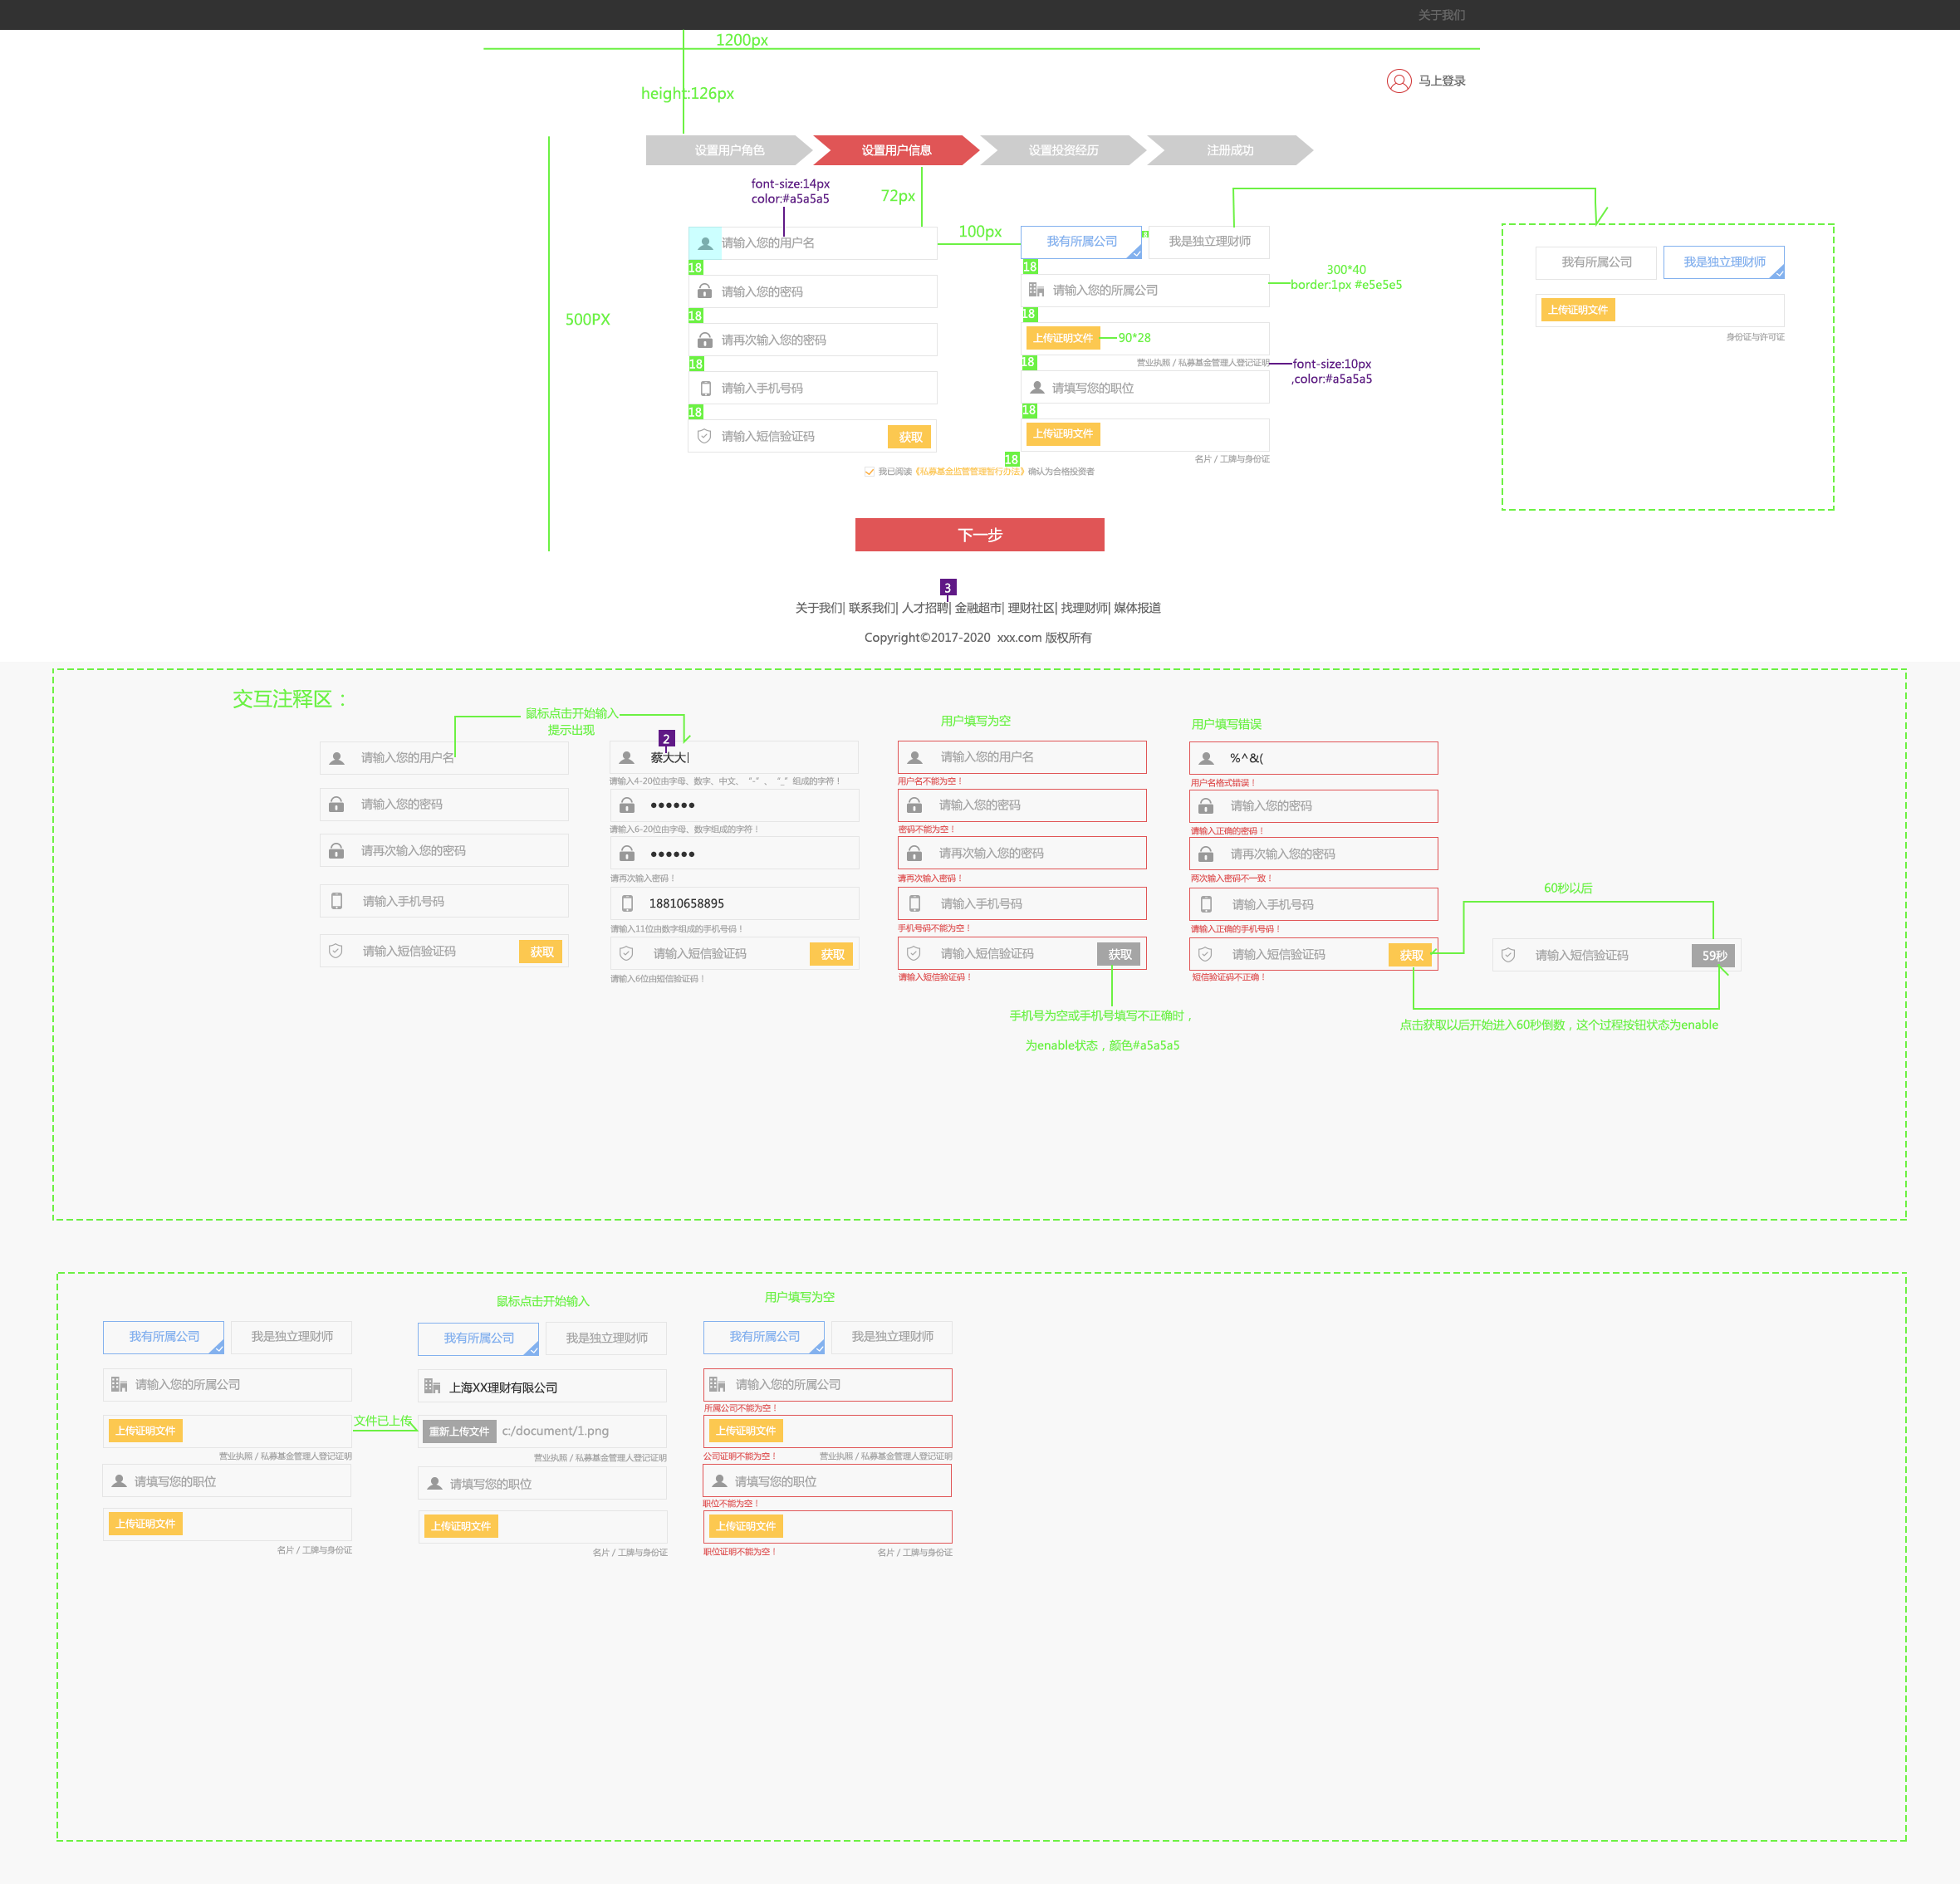 关于我们
1200px
马上登录
height:126px
设置用户角色
设置用户信息
设置投资经历
注册成功
font-size:14px
color:#a5a5a5
72px
100px
500PX
请输入您的用户名
18
请输入您的密码
18
请再次输入您的密码
18
请输入手机号码
18
请输入短信验证码
获取
我有所属公司
我是独立理财师
18
请输入您的所属公司
300*40
border:1px #e5e5e5
18
上传证明文件
90*28
18
营业执照 / 私募基金管理人登记证明
font-size:10px
,color:#a5a5a5
请填写您的职位
18
上传证明文件
18
名片 / 工牌与身份证
我有所属公司
我是独立理财师
上传证明文件
身份证与许可证
我已阅读《私募基金监管管理暂行办法》确认为合格投资者
下一步
3
关于我们| 联系我们| 人才招聘| 金融超市| 理财社区| 找理财师| 媒体报道
Copyright©2017-2020 xxx.com 版权所有
交互注释区：
鼠标点击开始输入
提示出现
请输入您的用户名
请输入您的密码
请再次输入您的密码
请输入手机号码
请输入短信验证码
获取
2
蔡大大|
请输入4-20位由字母、数字、中文、“-”、“_”组成的字符！
●●●●●●
请输入6-20位由字母、数字组成的字符！
●●●●●●
请再次输入密码！
18810658895
请输入11位由数字组成的手机号码！
请输入短信验证码
获取
请输入6位由短信验证码！
用户填写为空
请输入您的用户名
用户名不能为空！
请输入您的密码
密码不能为空！
请再次输入您的密码
请再次输入密码！
请输入手机号码
手机号码不能为空！
请输入短信验证码
获取
请输入短信验证码！
手机号为空或手机号填写不正确时，
为enable状态，颜色#a5a5a5
用户填写错误
%^&(
用户名格式错误！
请输入您的密码
请输入正确的密码！
请再次输入您的密码
两次输入密码不一致！
请输入手机号码
请输入正确的手机号码！
请输入短信验证码
获取
短信验证码不正确！
60秒以后
请输入短信验证码
59秒
点击获取以后开始进入60秒倒数，这个过程按钮状态为enable
我有所属公司
我是独立理财师
请输入您的所属公司
上传证明文件
营业执照 / 私募基金管理人登记证明
请填写您的职位
上传证明文件
名片 / 工牌与身份证
文件已上传
鼠标点击开始输入
我有所属公司
我是独立理财师
上海XX理财有限公司
重新上传文件
c:/document/1.png
营业执照 / 私募基金管理人登记证明
请填写您的职位
上传证明文件
名片 / 工牌与身份证
用户填写为空
我有所属公司
我是独立理财师
请输入您的所属公司
所属公司不能为空！
上传证明文件
公司证明不能为空！
营业执照 / 私募基金管理人登记证明
请填写您的职位
职位不能为空！
上传证明文件
职位证明不能为空！
名片 / 工牌与身份证